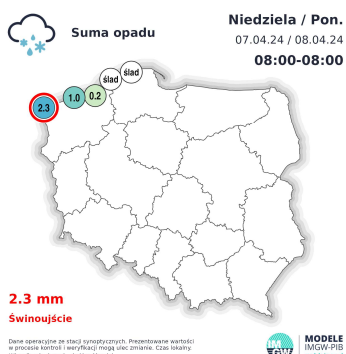 Suma opadu
Niedziela / Pon.
07.04.24 / 08.04.24
08:00-08:00
ślad
ślad
0.2
1.0
2.3
2.3 mm
Świnoujście
Dane operacyjne ze stacji synoptycznych. Prezentowane wartości
w procesie kontroli i weryfikacji mogą ulec zmianie. Czas lokalny.
IM
GW
MODELE
IMGW-PIB